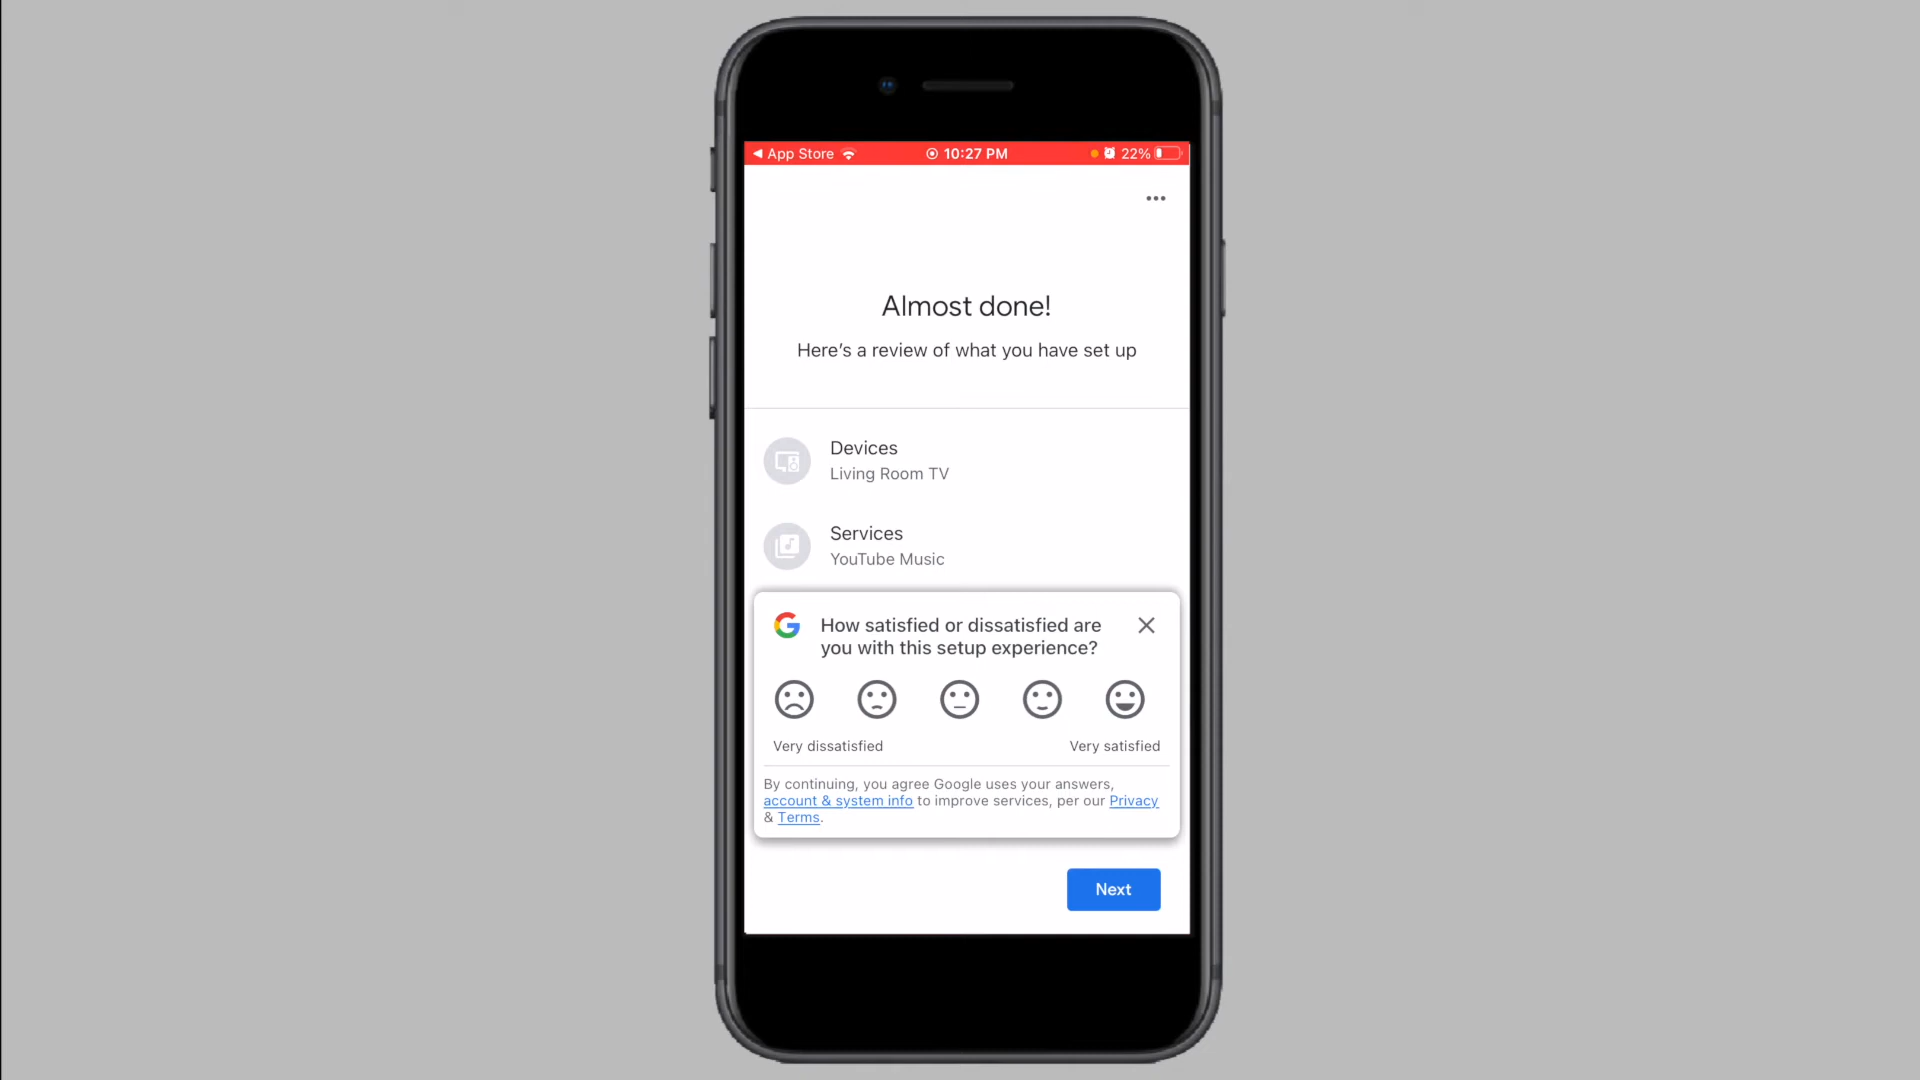 App Store 10:27 PM 22%
Almost done!
Here's a review of what you have set up
Devices
Living Room TV
Services
YouTube Music
How satisfied or dissatisfied are
you with this setup experience?
Very dissatisfied Very satisfied
By continuing, you agree Google uses your answers,
account & system info to improve services, per our Privacy
& Terms.
Next